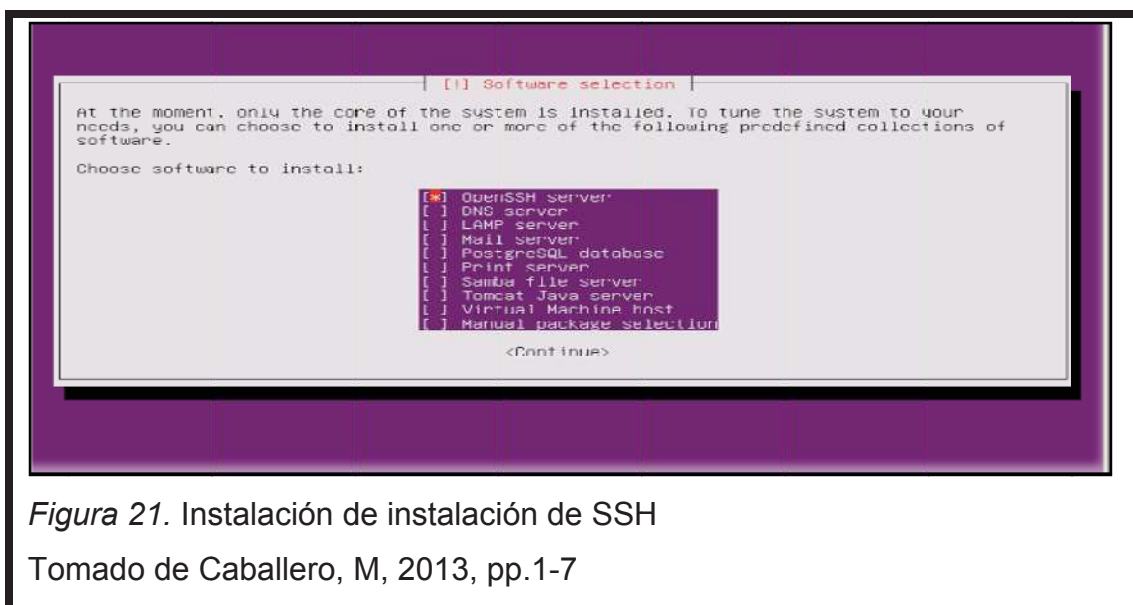 [!] Software selection
At the moment, only the core of the system is installed. To tune the system to your
needs, you can choose to install one or more of the following predefined collections of
software.
Choose software to install:
[*] OpenSSH server
[ ] DNS server
[ ] LAMP server
[ ] Mail server
[ ] PostgreSQL database
[ ] Print server
[ ] Samba file server
[ ] Tomcat Java server
[ ] Virtual Machine host
[ ] Manual package selection
<Continue>
Figura 21. Instalación de instalación de SSH
Tomado de Caballero, M, 2013, pp.1-7